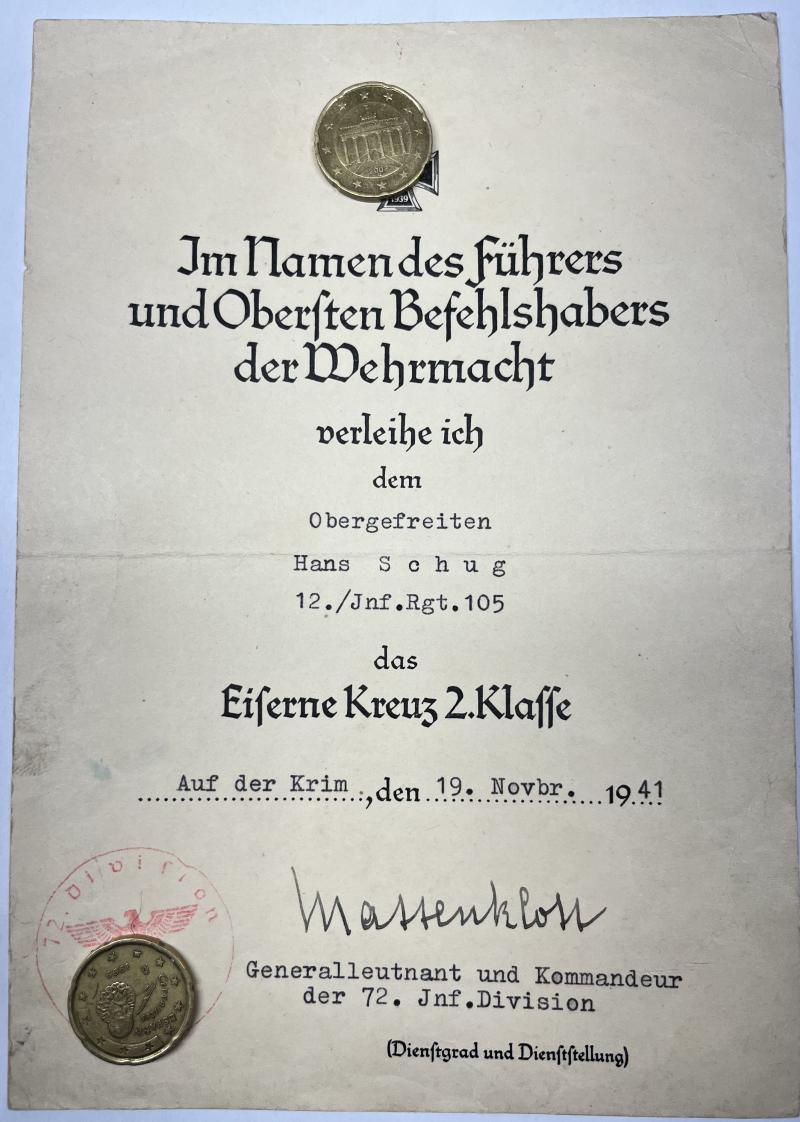 1939
Im Namen des Führers
und Oberſten Befehlshabers
der Wehrmacht
verleihe ich
dem
Obergefreiten
Hans S c h u g
12./Jnf.Rgt.105
das
Eiſerne Kreuz 2.Klaſſe
Auf der Krim, den 19. Novbr. 1941
72. Diviſion
Mattenklott
Generalleutnant und Kommandeur
der 72. Jnf.Division
(Dienſtgrad und Dienſtſtellung)